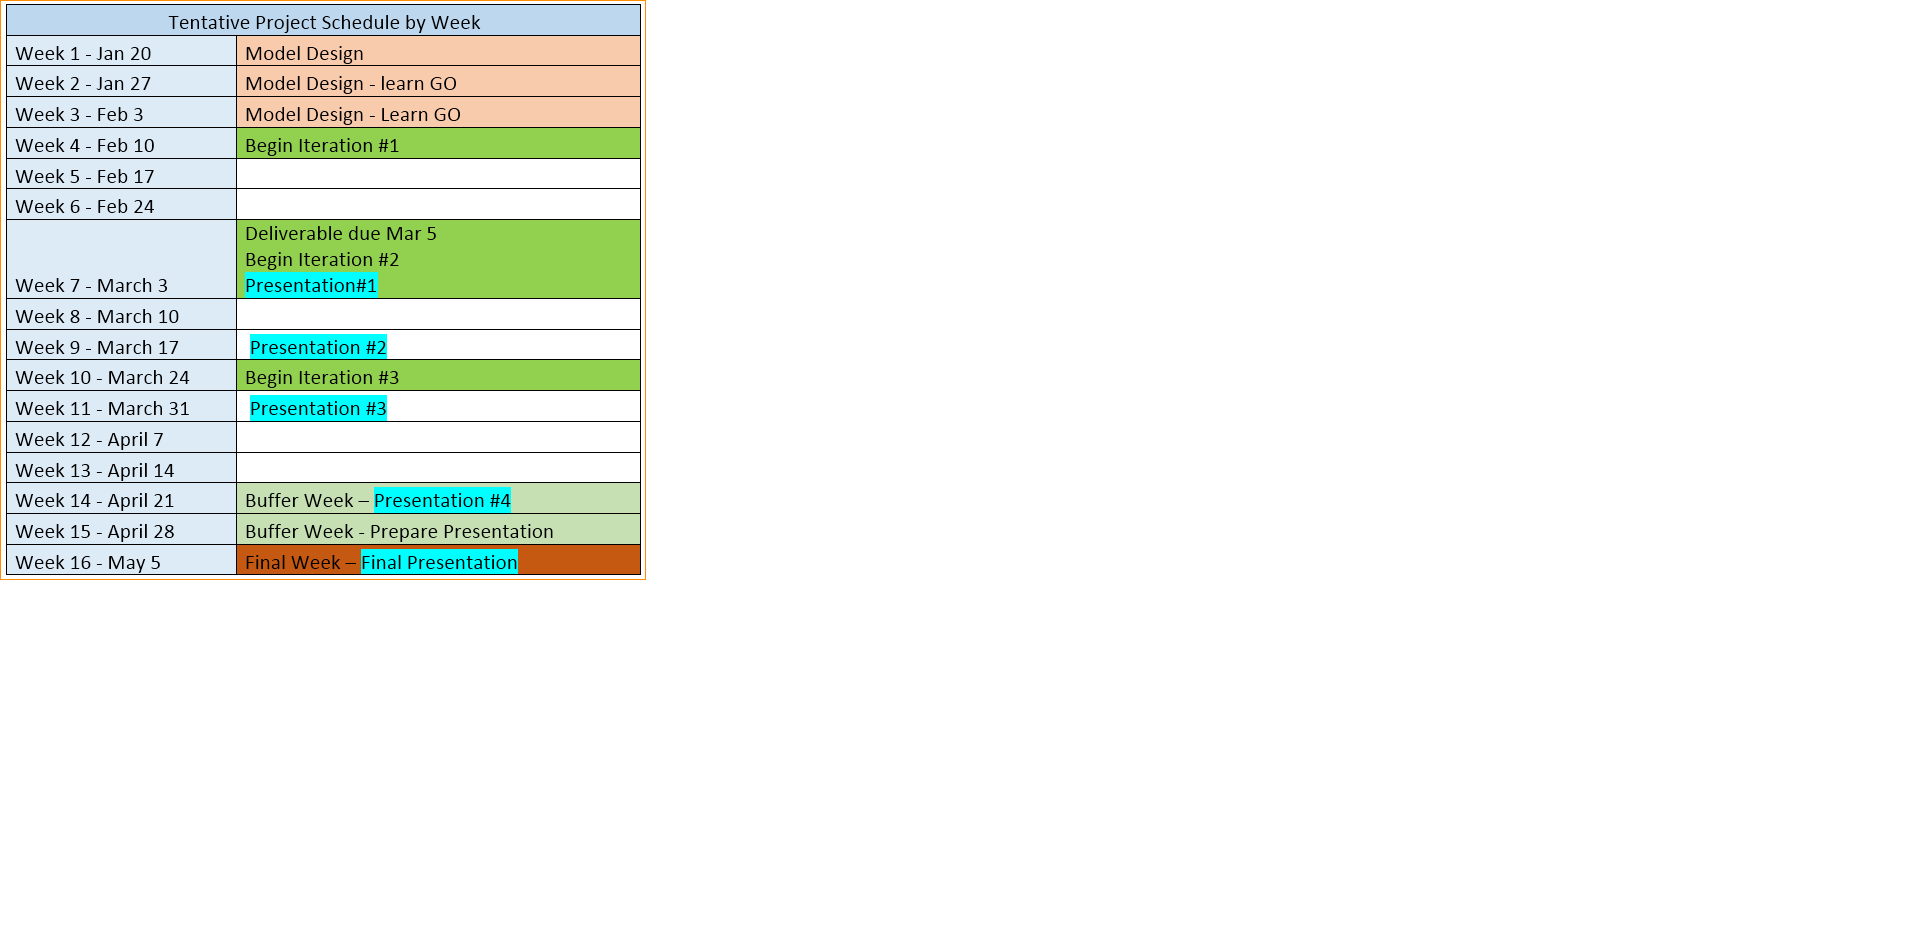 Tentative Project Schedule by Week
Week 1 - Jan 20 Model Design
Week 2 - Jan 27 Model Design - learn GO
Week 3 - Feb 3 Model Design - Learn GO
Week 4 - Feb 10 Begin Iteration #1
Week 5 - Feb 17
Week 6 - Feb 24
Deliverable due Mar 5
Begin Iteration #2
Week 7 - March 3 Presentation#1
Week 8 - March 10
Week 9 - March 17 Presentation #2
Week 10 - March 24 Begin Iteration #3
Week 11 - March 31 Presentation #3
Week 12 - April 7
Week 13 - April 14
Week 14 - April 21 Buffer Week – Presentation #4
Week 15 - April 28 Buffer Week - Prepare Presentation
Week 16 - May 5 Final Week – Final Presentation